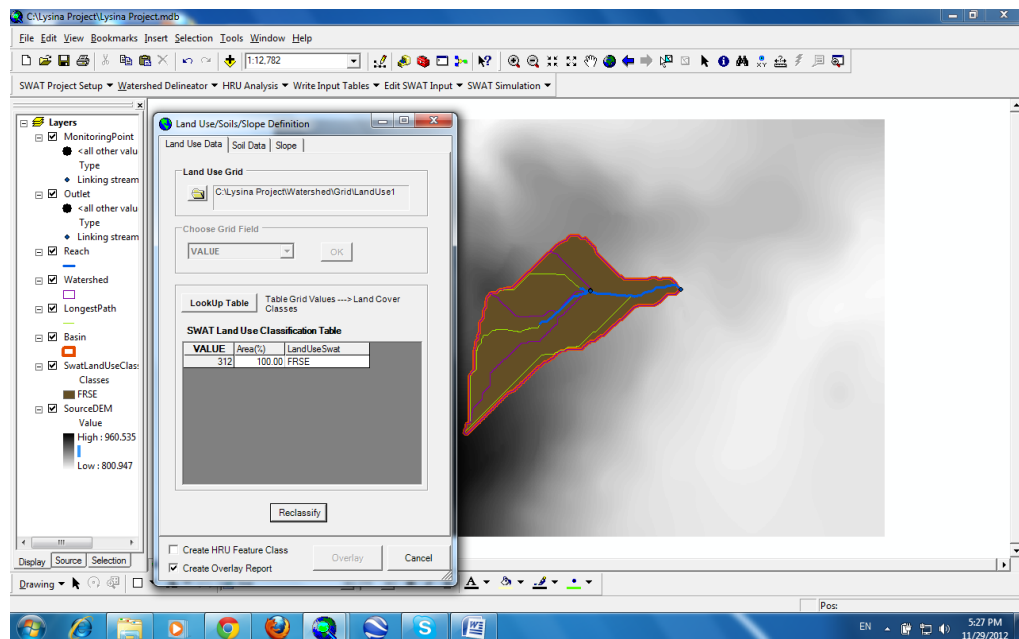 C:\Lysina Project\Lysina Project.mdb
File Edit View Bookmarks Insert Selection Tools Window Help
1:12,782
SWAT Project Setup Watershed Delineator HRU Analysis Write Input Tables Edit SWAT Input SWAT Simulation
Layers
MonitoringPoint
<all other valu
Type
Linking stream
Outlet
<all other valu
Type
Linking stream
Reach
Watershed
LongestPath
Basin
SwatLandUseClas
Classes
FRSE
SourceDEM
Value
High : 960.535
Low : 800.947
Display Source Selection
Land Use/Soils/Slope Definition
Land Use Data Soil Data Slope
Land Use Grid
C:\Lysina Project\Watershed\Grid\LandUse1
Choose Grid Field
VALUE OK
LookUp Table
Table Grid Values ---> Land Cover
Classes
SWAT Land Use Classification Table
VALUE Area(%) LandUseSwat
312 100.00 FRSE
Reclassify
Create HRU Feature Class
Create Overlay Report
Overlay Cancel
Drawing A
Pos:
EN 5:27 PM
11/29/2012